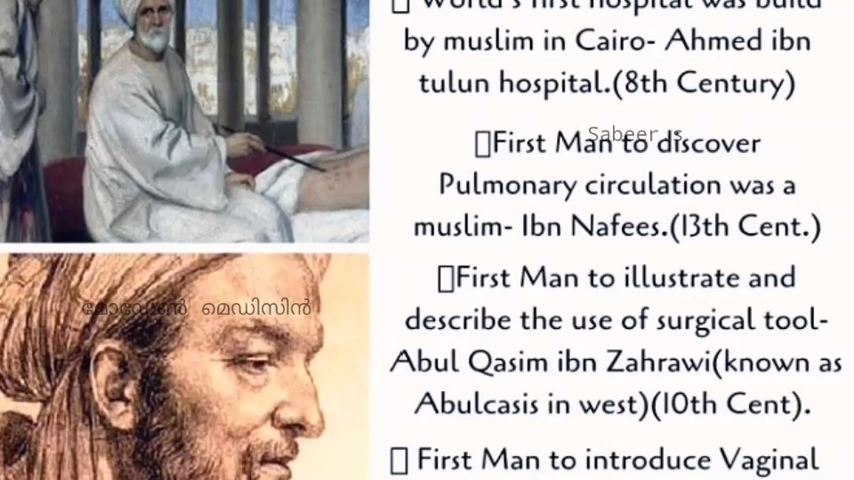 World's first hospital was build
by muslim in Cairo- Ahmed ibn
tulun hospital.(8th Century)
Sabeer s
First Man to discover
Pulmonary circulation was a
muslim- Ibn Nafees.(13th Cent.)
First Man to illustrate and
describe the use of surgical tool-
Abul Qasim ibn Zahrawi(known as
Abulcasis in west)(10th Cent).
മോഡേൺ മെഡിസിൻ
First Man to introduce Vaginal